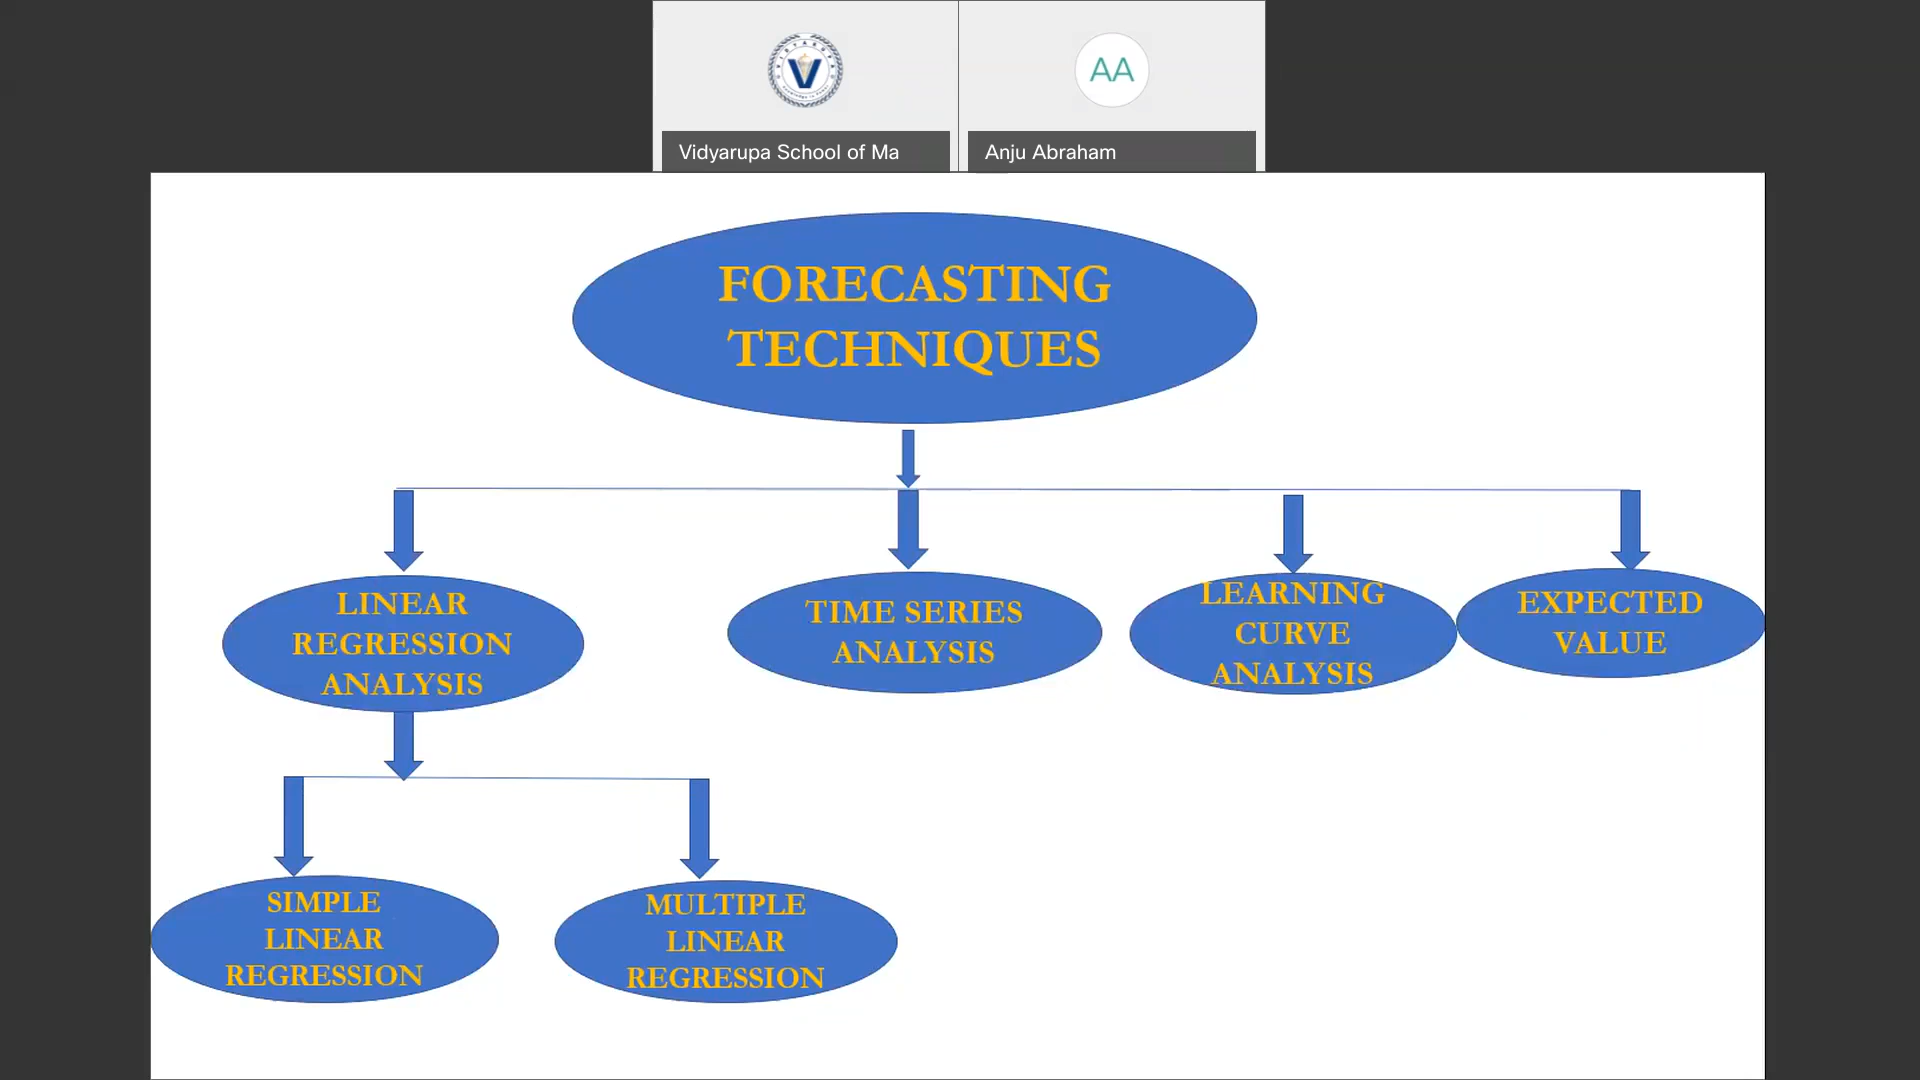 AA
Vidyarupa School of Ma
Anju Abraham
FORECASTING
TECHNIQUES
LINEAR
REGRESSION
ANALYSIS
TIME SERIES
ANALYSIS
LEARNING
CURVE
ANALYSIS
EXPECTED
VALUE
SIMPLE
LINEAR
REGRESSION
MULTIPLE
LINEAR
REGRESSION